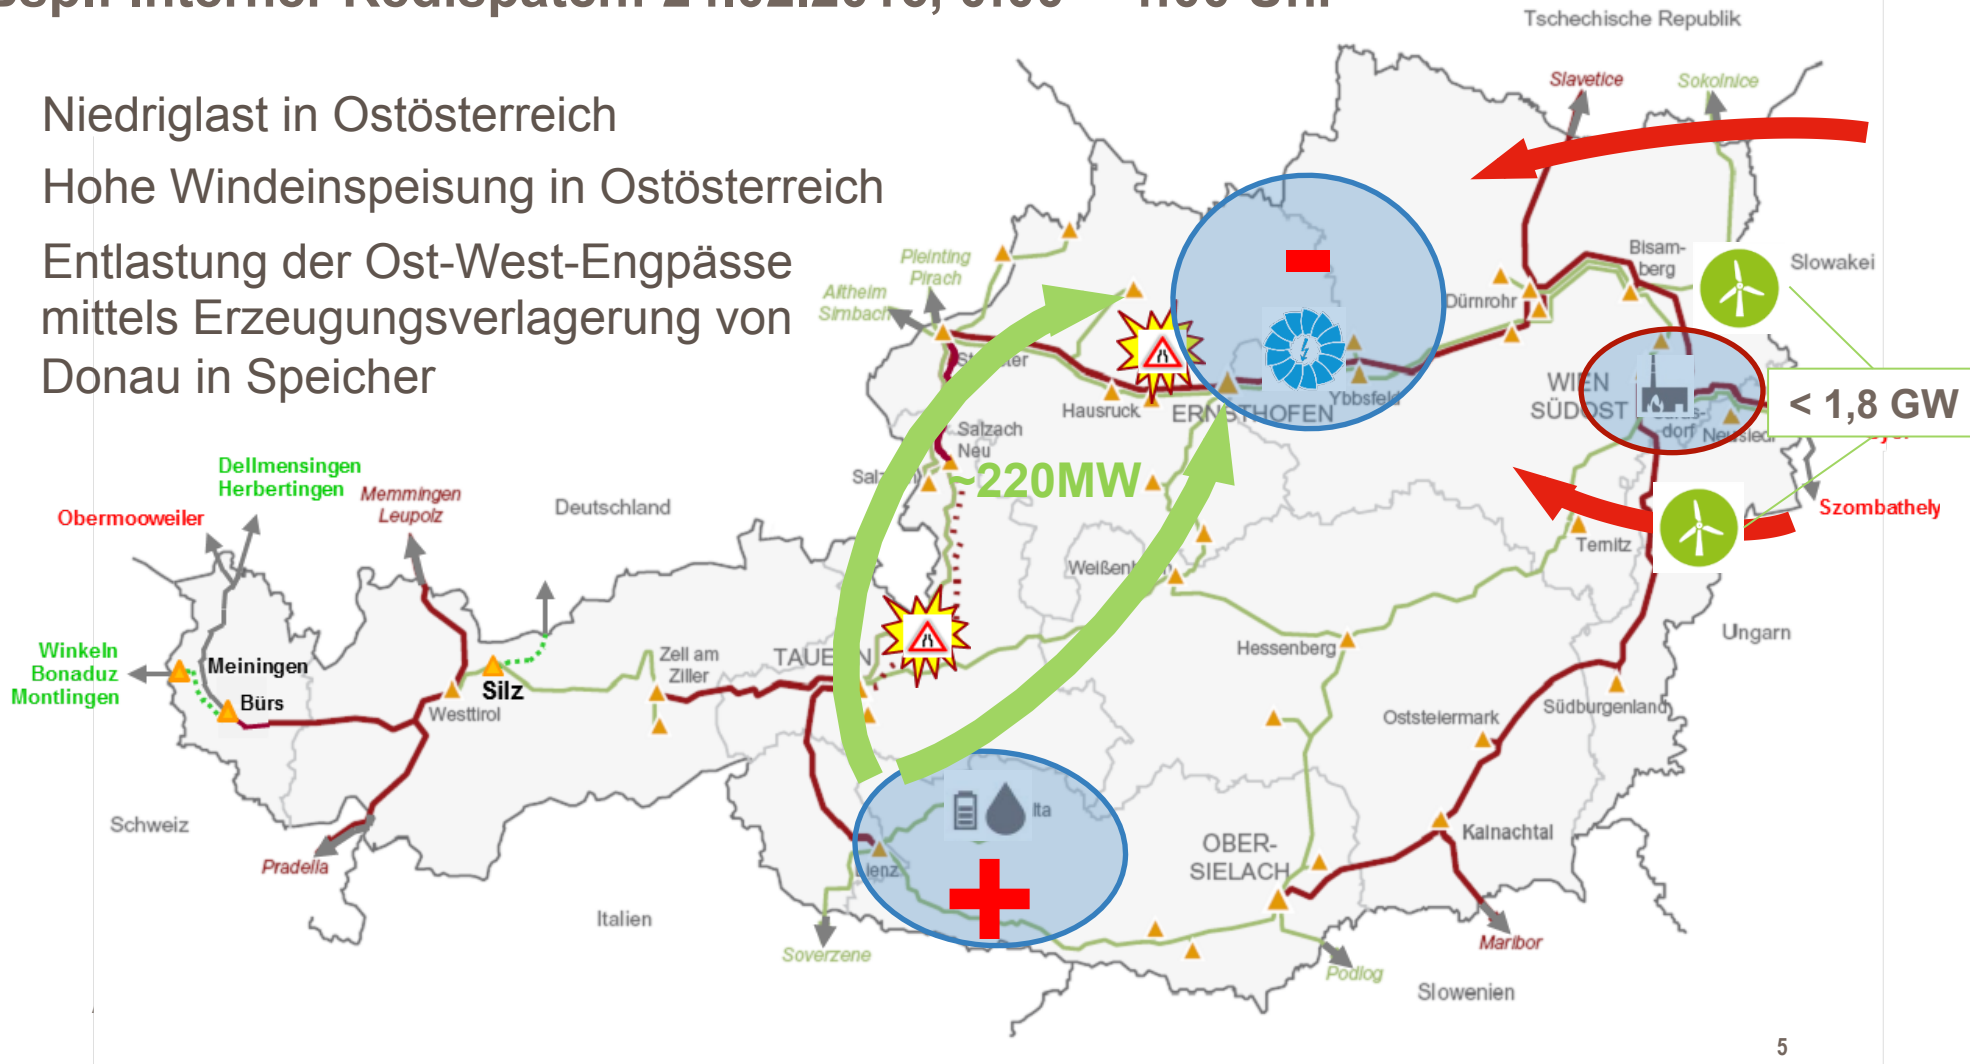 Niedriglast in Ostösterreich
Hohe Windeinspeisung in Ostösterreich
Entlastung der Ost-West-Engpässe
mittels Erzeugungsverlagerung von
Donau in Speicher
Tschechische Republik
Slavetice
Sokolnice
Pleinting
Pirach
Altheim
Simbach
Bisam-
berg
Slowakei
Dürnrohr
WIEN
SÜDOST
dorf
< 1,8 GW
Hausruck
ERNSTHOFEN
Ybbsfeld
Salzach
Neu
~220MW
Dellmensingen
Herbertingen
Memmingen
Leupolz
Obermooweiler
Deutschland
Szombathely
Ternitz
Ungarn
Winkeln
Bonaduz
Montlingen
Meiningen
Bürs
Silz
Westtirol
Zell am
Ziller
Hessenberg
Oststeiermark
Südburgenland
Schweiz
Pradella
Italien
Lienz
OBER-
SIELACH
Kainachtal
Soverzene
Maribor
Podlog
Slowenien
5